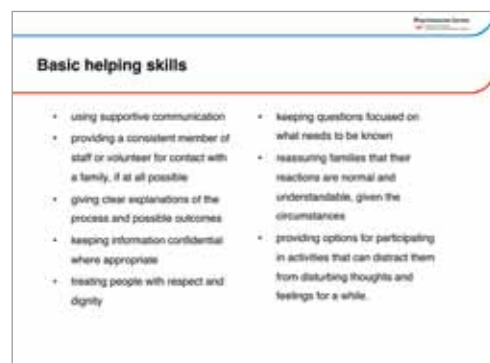 Basic helping skills
• using supportive communication
• providing a consistent member of
staff or volunteer for contact with
a family, if at all possible
• giving clear explanations of the
process and possible outcomes
• keeping information confidential
where appropriate
• treating people with respect and
dignity
• keeping questions focused on
what needs to be known
• reassuring families that their
reactions are normal and
understandable, given the
circumstances
• providing options for participating
in activities that can distract them
from disturbing thoughts and
feelings for a while.